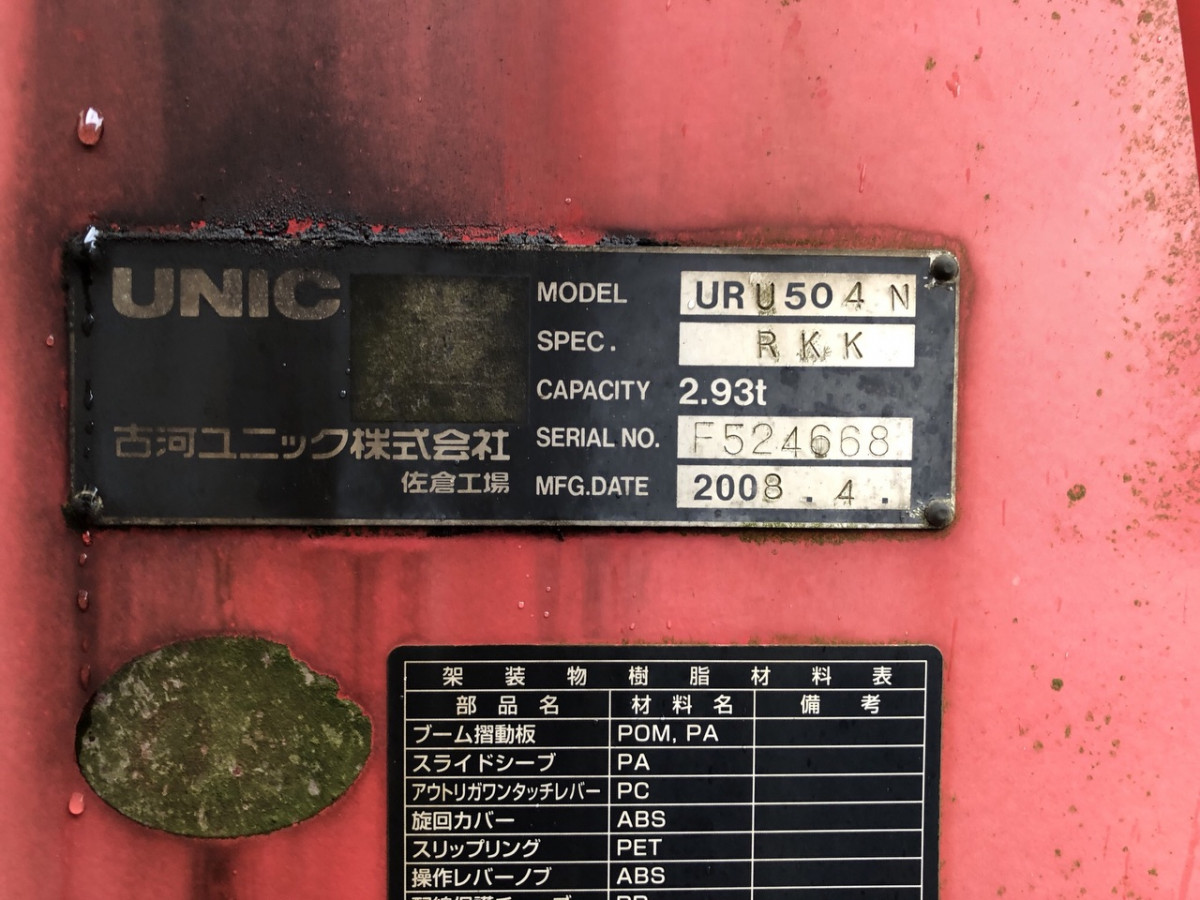 UNIC
古河ユニック株式会社
佐倉工場
MODEL URU504N
SPEC. RKK
CAPACITY 2.93t
SERIAL NO. F524668
MFG.DATE 2008.4.
架装物樹脂材料表
部品名 材料名 備考
ブーム摺動板 POM, PA
スライドシーブ PA
アウトリガワンタッチレバー PC
旋回カバー ABS
スリップリング PET
操作レバーノブ ABS